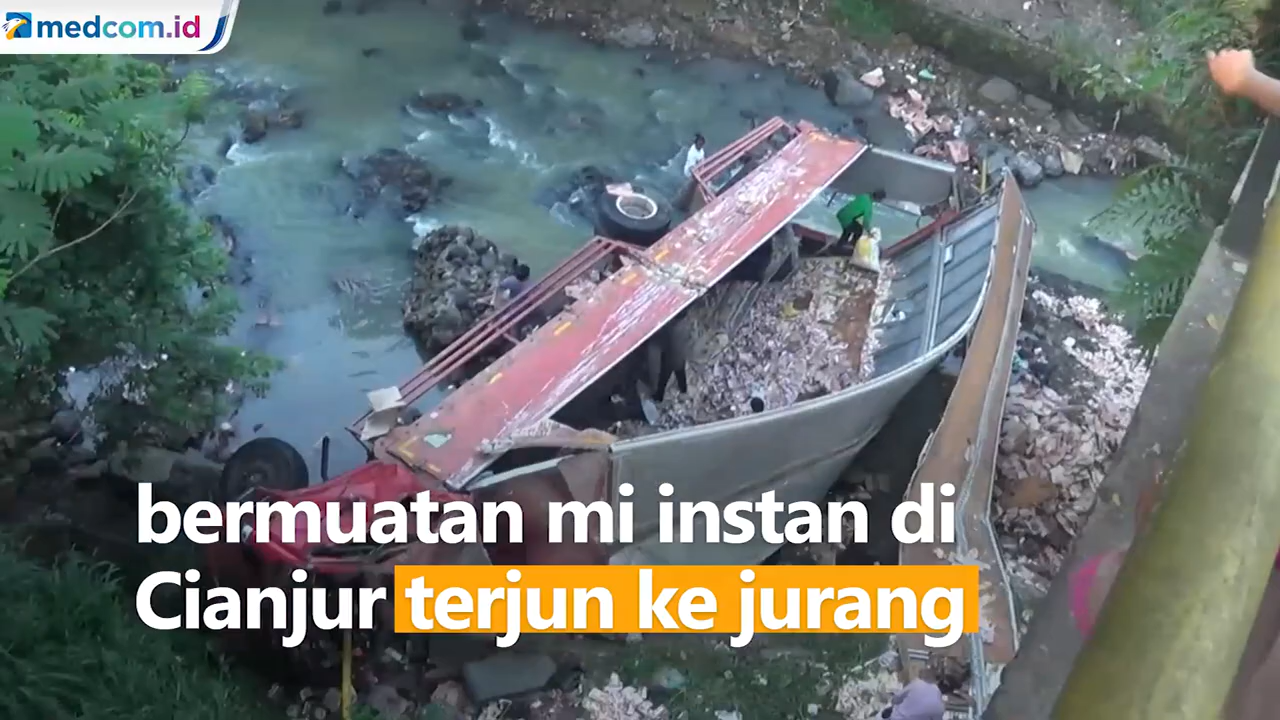 medcom.id
bermuatan mi instan di
Cianjur terjun ke jurang